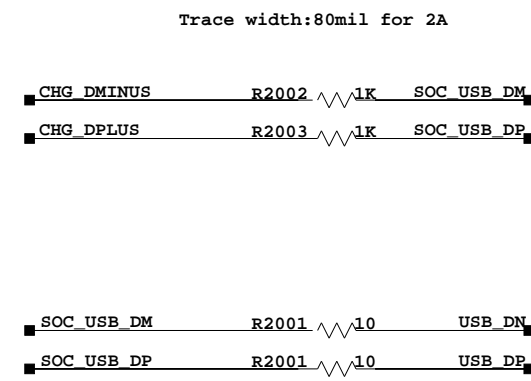 Trace width:80mil for 2A
CHG_DMINUS R2002 1K SOC_USB_DM
CHG_DPLUS R2003 1K SOC_USB_DP
SOC_USB_DM R2001 10 USB_DN
SOC_USB_DP R2001 10 USB_DP